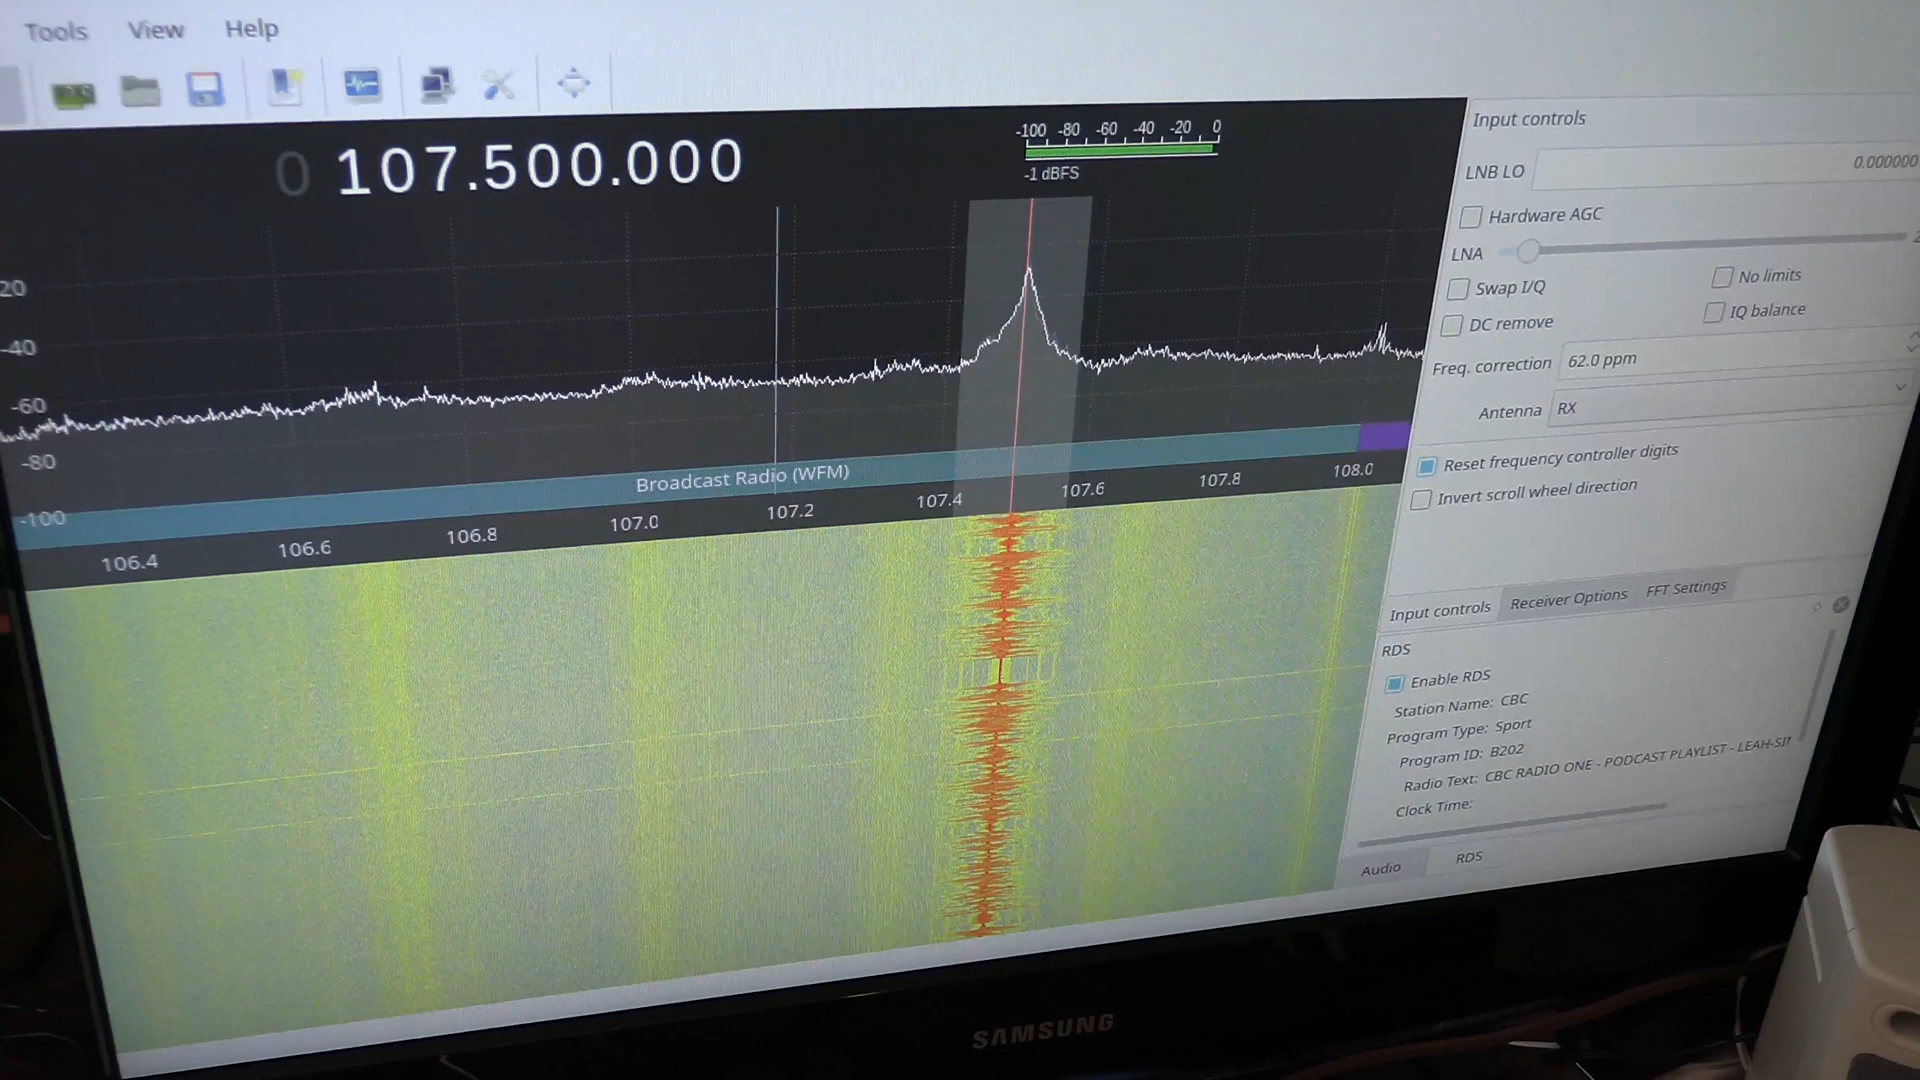 Tools View Help
0 107.500.000
-100 -80 -60 -40 -20 0
-1 dBFS
20
-40
-60
-80
-100
Broadcast Radio (WFM)
106.4 106.6 106.8 107.0 107.2 107.4 107.6 107.8 108.0
Input controls
LNB LO 0.000000
Hardware AGC
LNA
Swap I/Q No limits
DC remove IQ balance
Freq. correction 62.0 ppm
Antenna RX
Reset frequency controller digits
Invert scroll wheel direction
Input controls Receiver Options FFT Settings
RDS
Enable RDS
Station Name: CBC
Program Type: Sport
Program ID: B202
Radio Text: CBC RADIO ONE - PODCAST PLAYLIST - LEAH-SI
Clock Time:
Audio RDS
SAMSUNG